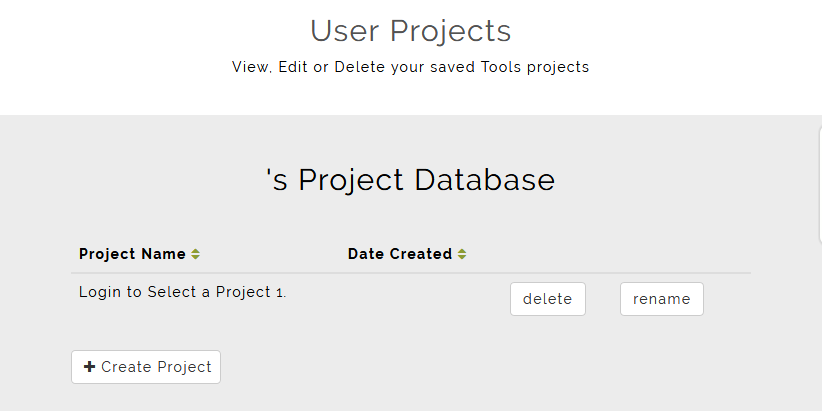 User Projects
View, Edit or Delete your saved Tools projects
's Project Database
Project Name Date Created
Login to Select a Project 1. delete rename
Create Project